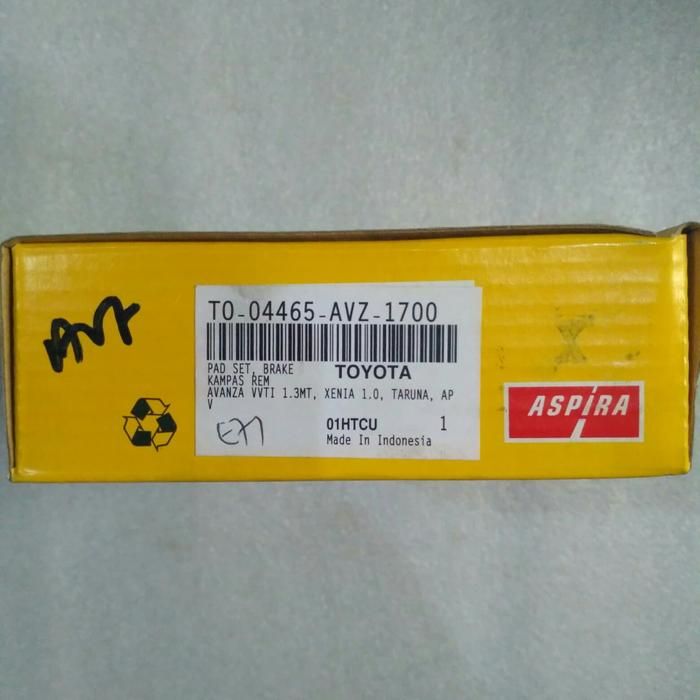 AVZ
TO-04465-AVZ-1700
PAD SET, BRAKE TOYOTA
KAMPAS REM
AVANZA VVTI 1.3MT, XENIA 1.0, TARUNA, AP
V
01HTCU 1
Made In Indonesia
ASPIRA